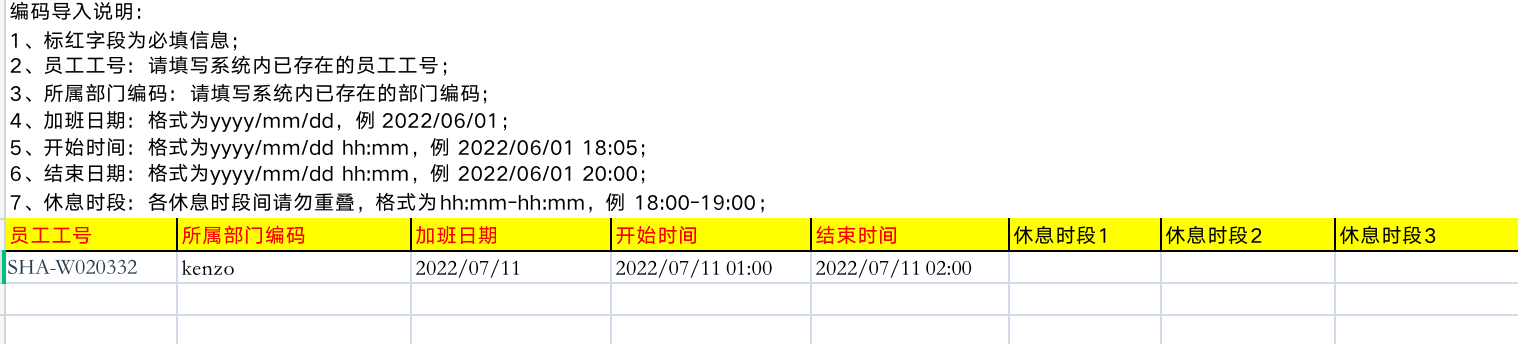 编码导入说明：
1、标红字段为必填信息；
2、员工工号：请填写系统内已存在的员工工号；
3、所属部门编码：请填写系统内已存在的部门编码；
4、加班日期：格式为yyyy/mm/dd，例 2022/06/01；
5、开始时间：格式为yyyy/mm/dd hh:mm，例 2022/06/01 18:05；
6、结束日期：格式为yyyy/mm/dd hh:mm，例 2022/06/01 20:00；
7、休息时段：各休息时段间请勿重叠，格式为hh:mm-hh:mm，例 18:00-19:00；
员工工号 所属部门编码 加班日期 开始时间 结束时间 休息时段1 休息时段2 休息时段3
SHA-W020332 kenzo 2022/07/11 2022/07/11 01:00 2022/07/11 02:00